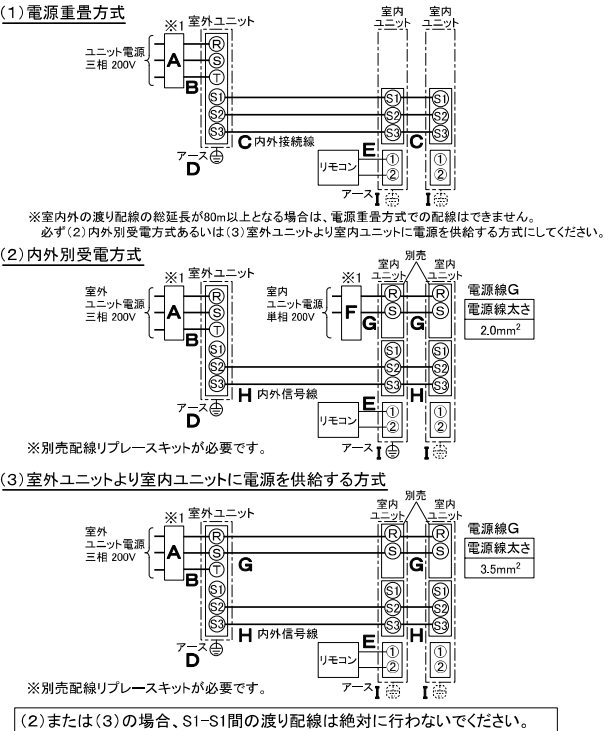 (1)電源重畳方式
※1
室外ユニット
室内
ユニット
室内
ユニット
ユニット電源
三相 200V
A
B
R
S
T
S1
S2
S3
S1
S2
S3
S1
S2
S3
C 内外接続線
C
アース
D
E
リモコン
①
②
①
②
アース I
I
※室内外の渡り配線の総延長が80m以上となる場合は、電源重畳方式での配線はできません。
必ず(2)内外別受電方式あるいは(3)室外ユニットより室内ユニットに電源を供給する方式にしてください。
(2)内外別受電方式
※1
室外ユニット
※1
室内
ユニット
別売
室内
ユニット
室外
ユニット電源
三相 200V
A
B
R
S
T
室内
ユニット電源
単相 200V
F
G
R
S
G
R
S
電源線G
電源線太さ
2.0mm²
S1
S2
S3
S1
S2
S3
S1
S2
S3
H 内外信号線
H
アース
D
E
リモコン
①
②
①
②
アース I
I
※別売配線リプレースキットが必要です。
(3)室外ユニットより室内ユニットに電源を供給する方式
※1
室外ユニット
室内
ユニット
別売
室内
ユニット
室外
ユニット電源
三相 200V
A
B
R
S
T
G
R
S
G
R
S
電源線G
電源線太さ
3.5mm²
S1
S2
S3
S1
S2
S3
S1
S2
S3
H 内外信号線
H
アース
D
E
リモコン
①
②
①
②
アース I
I
※別売配線リプレースキットが必要です。
(2)または(3)の場合、S1-S1間の渡り配線は絶対に行わないでください。